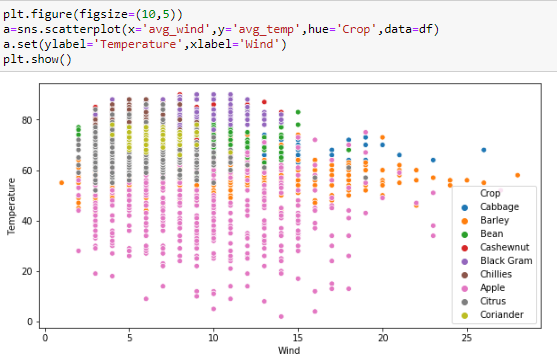 plt.figure(figsize=(10,5))
a=sns.scatterplot(x='avg_wind',y='avg_temp',hue='Crop',data=df)
a.set(ylabel='Temperature',xlabel='Wind')
plt.show()
80
60
40
20
0
Temperature
Crop
Cabbage
Barley
Bean
Cashewnut
Black Gram
Chillies
Apple
Citrus
Coriander
0 5 10 15 20 25
Wind